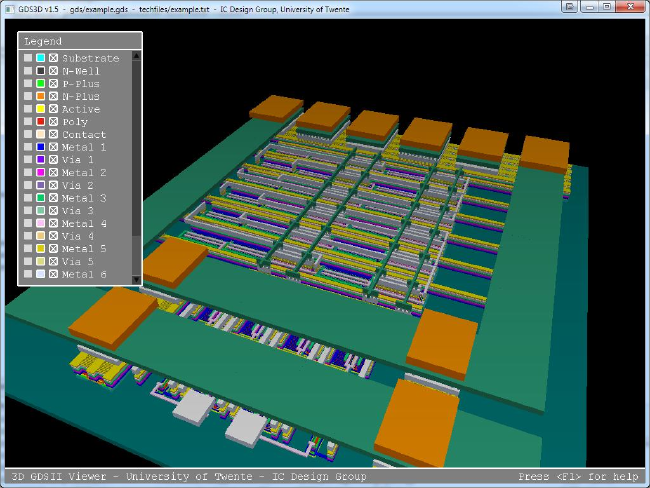 GDS3D v1.5 - gds/example.gds - techfiles/example.txt - IC Design Group, University of Twente
Legend
Substrate
N-Well
P-Plus
N-Plus
Active
Poly
Contact
Metal 1
Via 1
Metal 2
Via 2
Metal 3
Via 3
Metal 4
Via 4
Metal 5
Via 5
Metal 6
3D GDSII Viewer - University of Twente - IC Design Group
Press <F1> for help